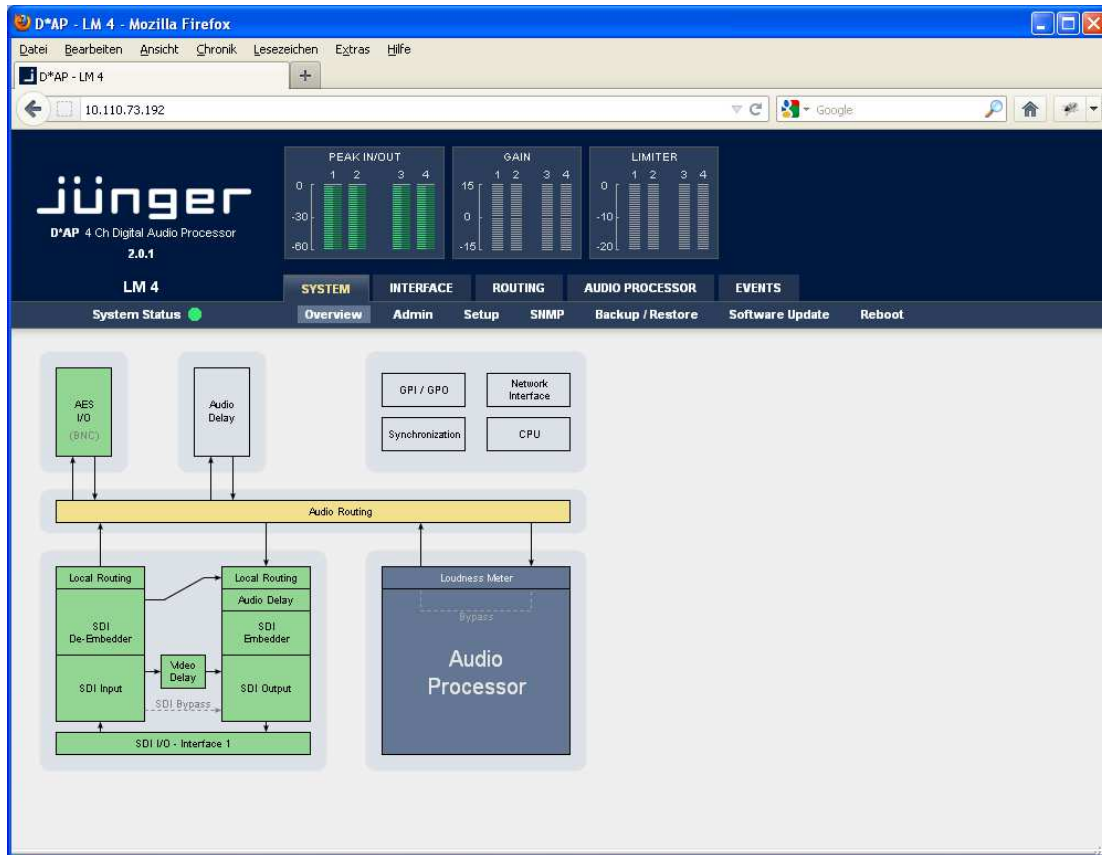 D*AP - LM 4 - Mozilla Firefox
Datei Bearbeiten Ansicht Chronik Lesezeichen Extras Hilfe
D*AP - LM 4
10.110.73.192
Google
PEAK IN/OUT
1 2 3 4
0
-30
-60
GAIN
1 2 3 4
15
0
-15
LIMITER
1 2 3 4
0
-10
-20
jünger
D*AP 4 Ch Digital Audio Processor
2.0.1
LM 4
SYSTEM INTERFACE ROUTING AUDIO PROCESSOR EVENTS
System Status
Overview Admin Setup SNMP Backup / Restore Software Update Reboot
AES
I/O
(BNC)
Audio
Delay
GPI / GPO
Network
Interface
Synchronization
CPU
Audio Routing
Local Routing
SDI
De-Embedder
SDI Input
Video
Delay
SDI Bypass
Local Routing
Audio Delay
SDI
Embedder
SDI Output
SDI I/O - Interface 1
Loudness Meter
Bypass
Audio
Processor